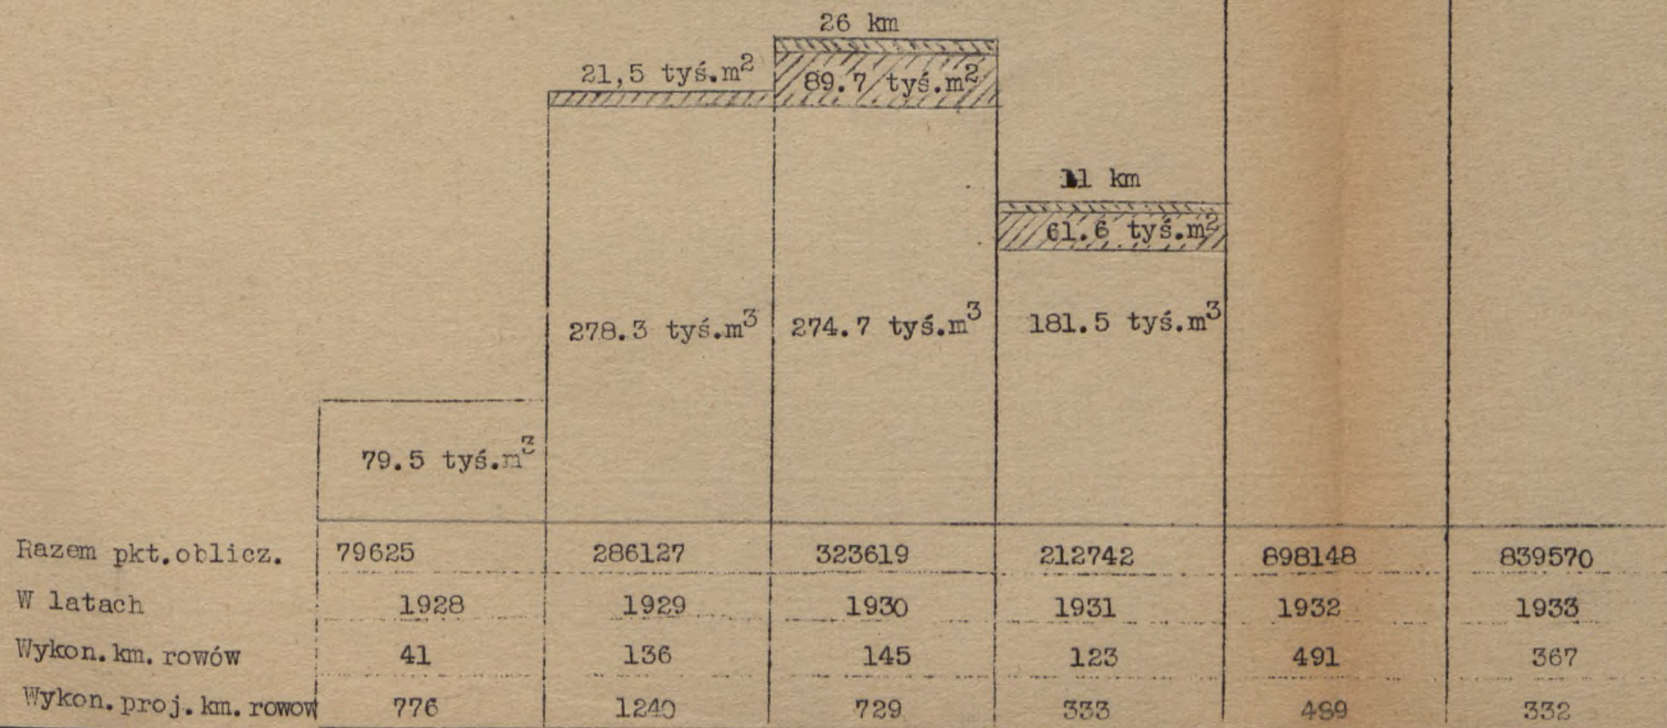 26 km
21,5 tyś.m²
89.7 tyś.m²
11 km
61.6 tyś.m²
278.3 tyś.m³ 274.7 tyś.m³ 181.5 tyś.m³
79.5 tyś.m³
Razem pkt.oblicz. 79625 286127 323619 212742 898148 839570
W latach 1928 1929 1930 1931 1932 1933
Wykon.km.rowów 41 136 145 123 491 367
Wykon.proj.km.rowow 776 1240 729 333 489 332